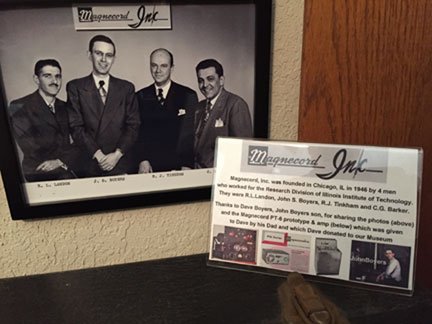 Magnecord Ink
R. L. LANDON J. S. BOYERS R. J. TINKHAM C.
Magnecord Ink
Magnecord, Inc. was founded in Chicago, IL in 1946 by 4 men
who worked for the Research Division of Illinois Institute of Technology.
They were R.L.Landon, John S. Boyers, R.J. Tinkham and C.G. Barker.
Thanks to Dave Boyers, John Boyers son, for sharing the photos (above)
and the Magnecord PT-6 prototype & amp (below) which was given
to Dave by his Dad and which Dave donated to our Museum
JohnBoyers